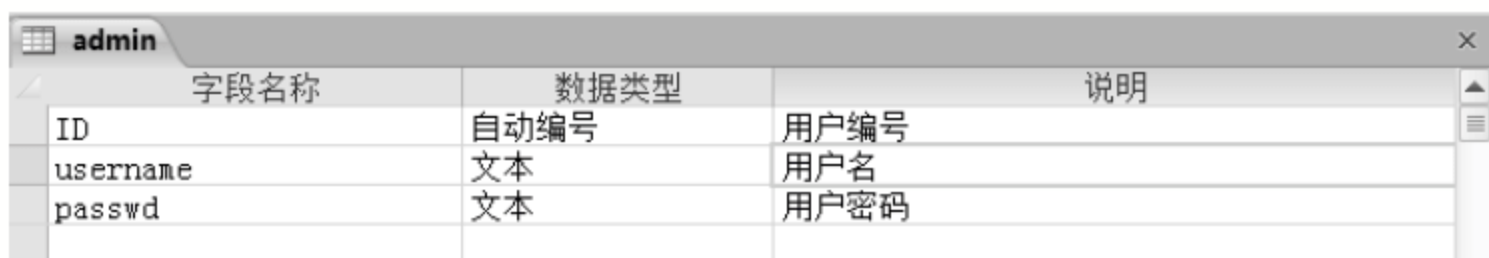 admin
字段名称 数据类型 说明
ID 自动编号 用户编号
username 文本 用户名
passwd 文本 用户密码